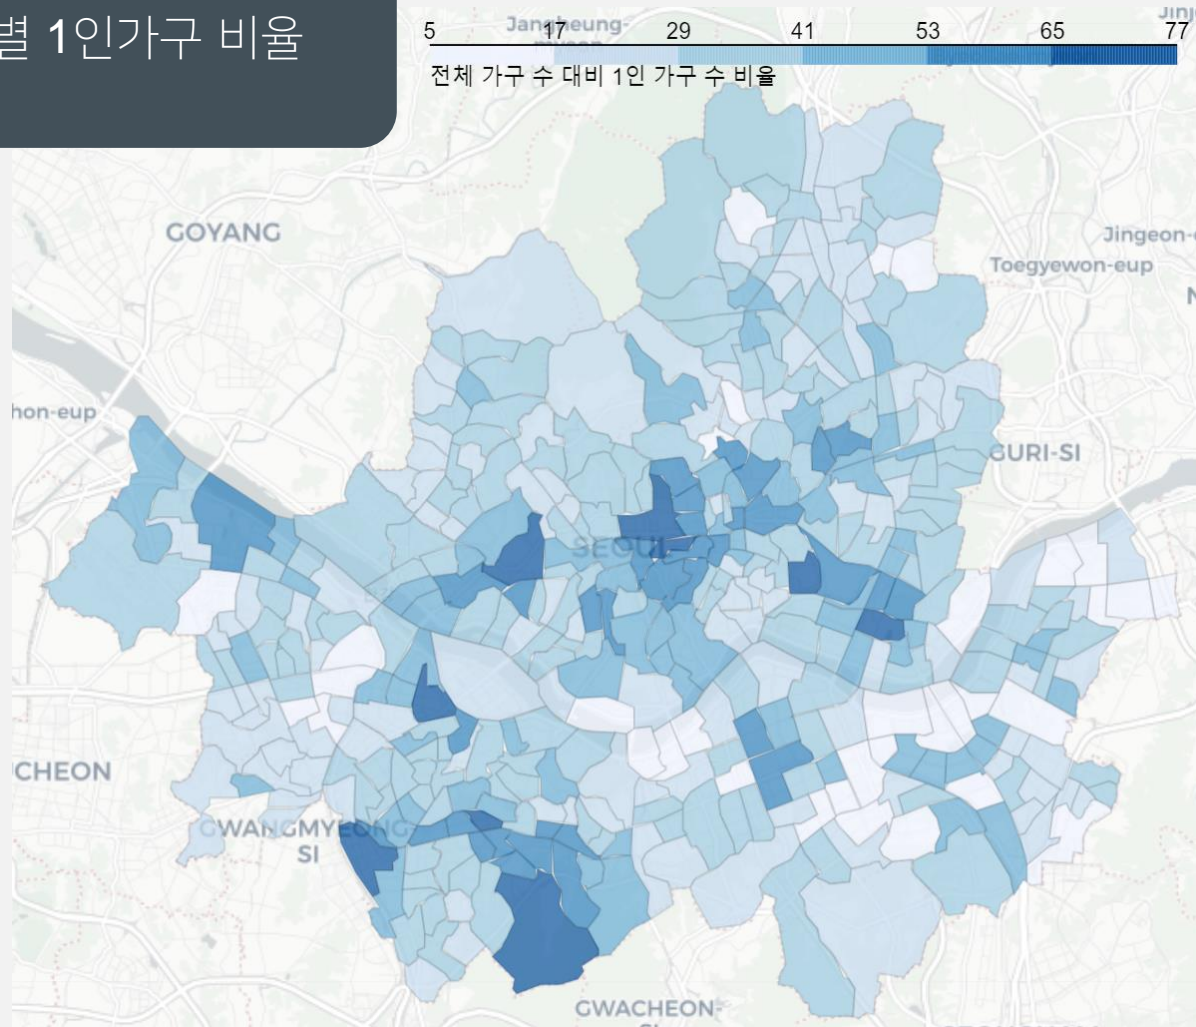 별 1인가구 비율
5 17 29 41 53 65 77
전체 가구 수 대비 1인 가구 수 비율
Jangheung-
myeon
GOYANG
Jingeon-
Toegyewon-eup
N
hon-eup
GURI-SI
SEOUL
CHEON
GWANGMYEONG-
SI
GWACHEON-